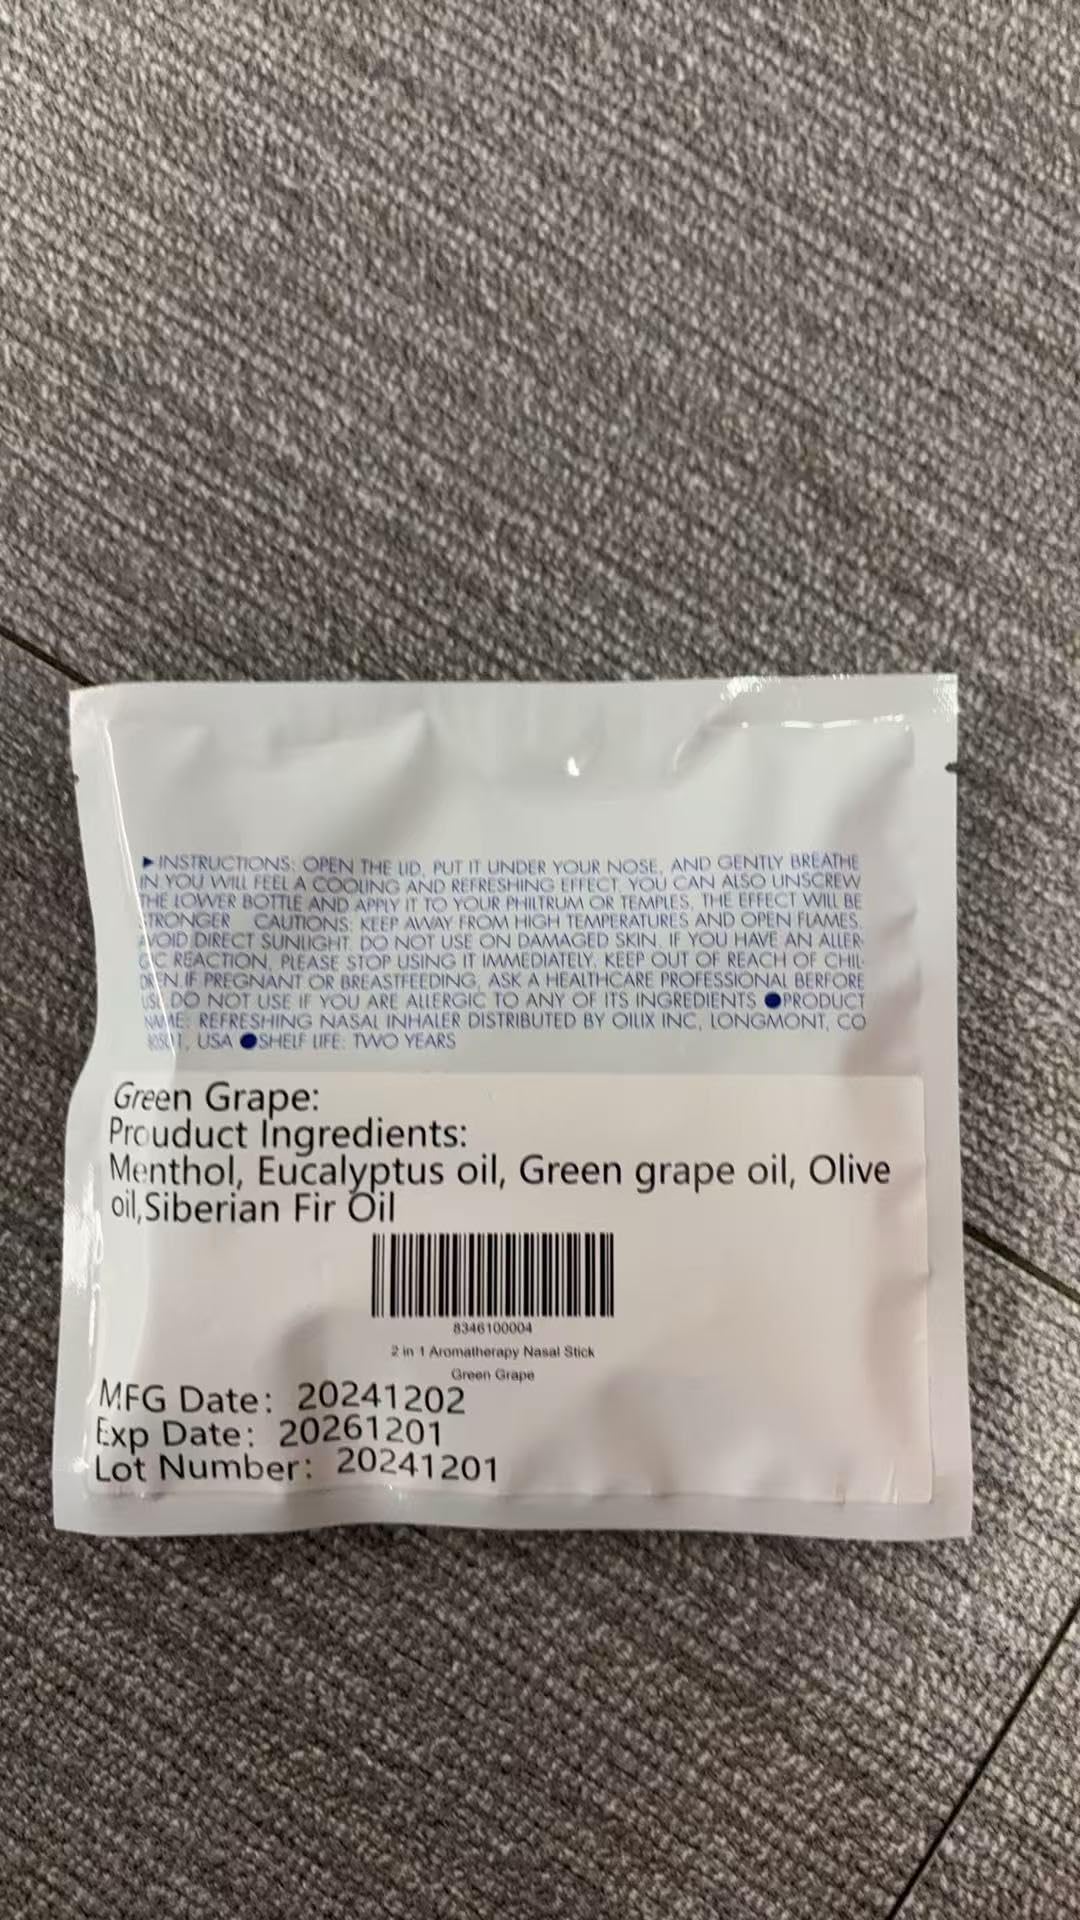 ▶INSTRUCTIONS: OPEN THE LID, PUT IT UNDER YOUR NOSE, AND GENTLY BREATHE
IN YOU WILL FEEL A COOLING AND REFRESHING EFFECT, YOU CAN ALSO UNSCREW
THE LOWER BOTTLE AND APPLY IT TO YOUR PHILTRUM OR TEMPLES, THE EFFECT WILL BE
STRONGER CAUTIONS: KEEP AWAY FROM HIGH TEMPERATURES AND OPEN FLAMES.
AVOID DIRECT SUNLIGHT. DO NOT USE ON DAMAGED SKIN. IF YOU HAVE AN ALLER-
GIC REACTION, PLEASE STOP USING IT IMMEDIATELY. KEEP OUT OF REACH OF CHIL-
DREN.IF PREGNANT OR BREASTFEEDING, ASK A HEALTHCARE PROFESSIONAL BERFORE
USE DO NOT USE IF YOU ARE ALLERGIC TO ANY OF ITS INGREDIENTS ●PRODUCT
NAME: REFRESHING NASAL INHALER DISTRIBUTED BY OILIX INC, LONGMONT, CO
USA ●SHELF LIFE: TWO YEARS
Green Grape:
Prouduct Ingredients:
Menthol, Eucalyptus oil, Green grape oil, Olive
oil,Siberian Fir Oil
8346100004
2 in 1 Aromatherapy Nasal Stick
Green Grape
MFG Date: 20241202
Exp Date: 20261201
Lot Number: 20241201